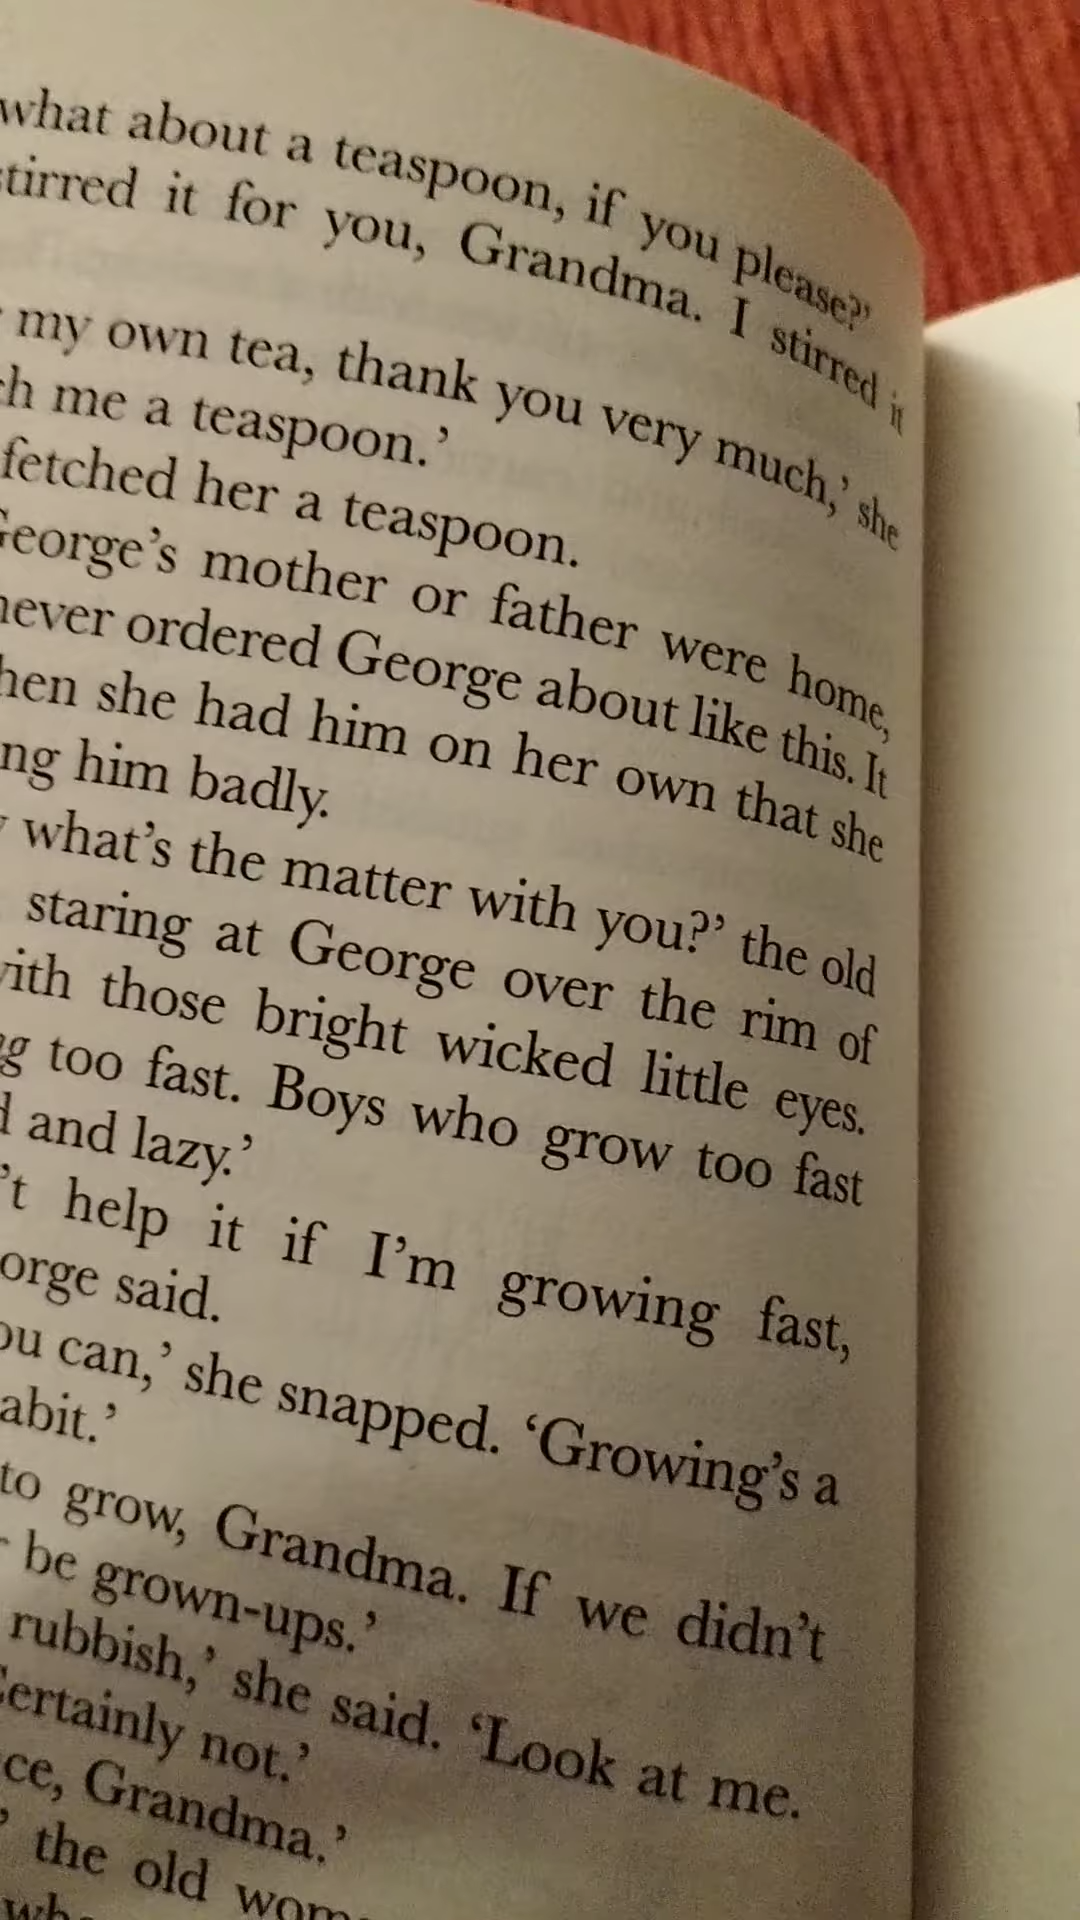 what about a teaspoon, if you please?'
stirred it for you, Grandma. I stirred it
my own tea, thank you very much,' she
ch me a teaspoon.'
fetched her a teaspoon.
George's mother or father were home,
never ordered George about like this. It
hen she had him on her own that she
ng him badly.
what's the matter with you?' the old
staring at George over the rim of
with those bright wicked little eyes.
g too fast. Boys who grow too fast
d and lazy.'
't help it if I'm growing fast,
orge said.
ou can,' she snapped. 'Growing's a
abit.'
to grow, Grandma. If we didn't
be grown-ups.'
rubbish,' she said. 'Look at me.
Certainly not.'
ce, Grandma.'
' the old wom